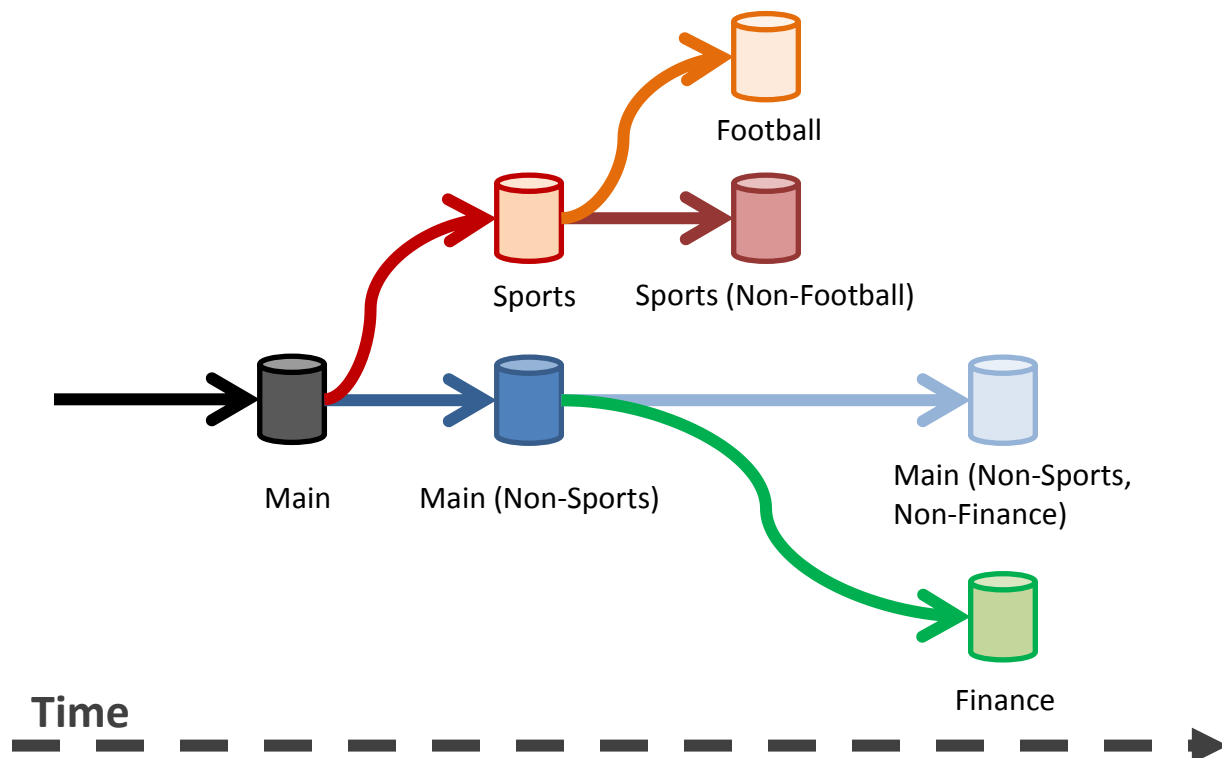 Football
Sports
Sports (Non-Football)
Main
Main (Non-Sports)
Main (Non-Sports,
Non-Finance)
Finance
Time